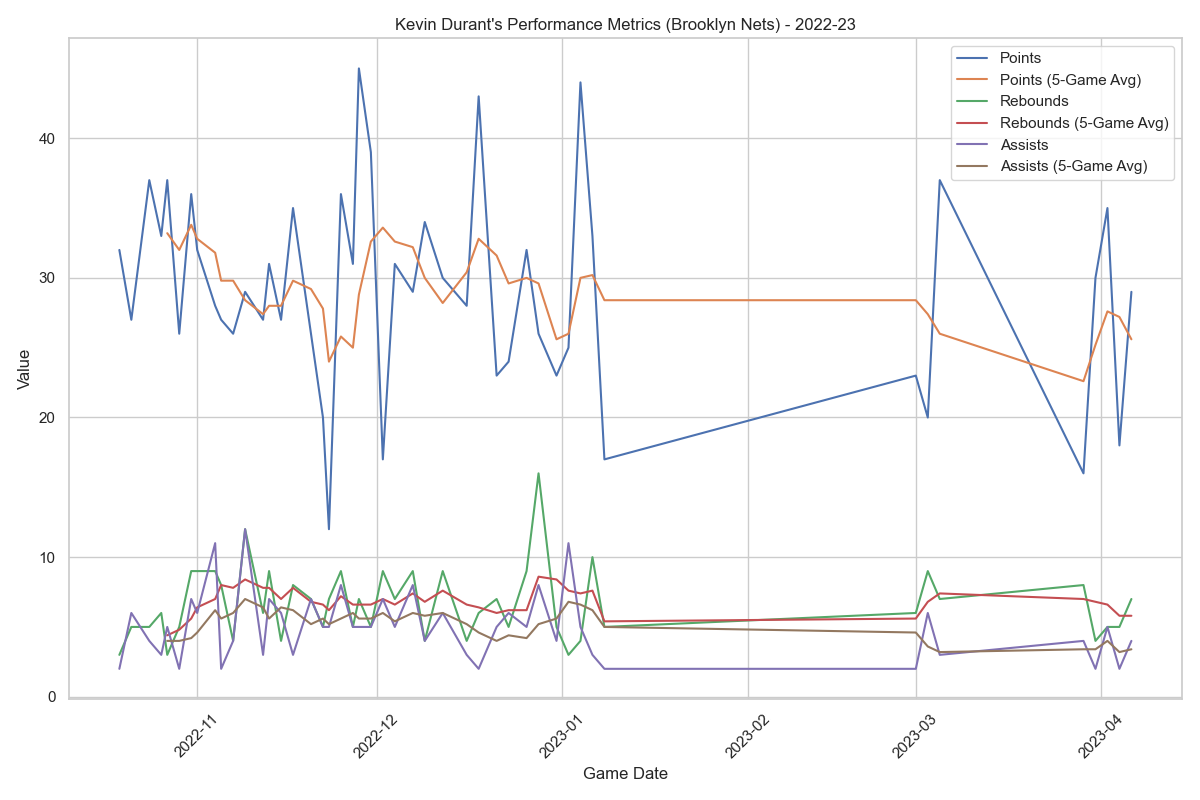 Kevin Durant's Performance Metrics (Brooklyn Nets) - 2022-23
Points
Points (5-Game Avg)
Rebounds
Rebounds (5-Game Avg)
Assists
Assists (5-Game Avg)
Value
40
30
20
10
0
2022-11
2022-12
2023-01
2023-02
2023-03
2023-04
Game Date